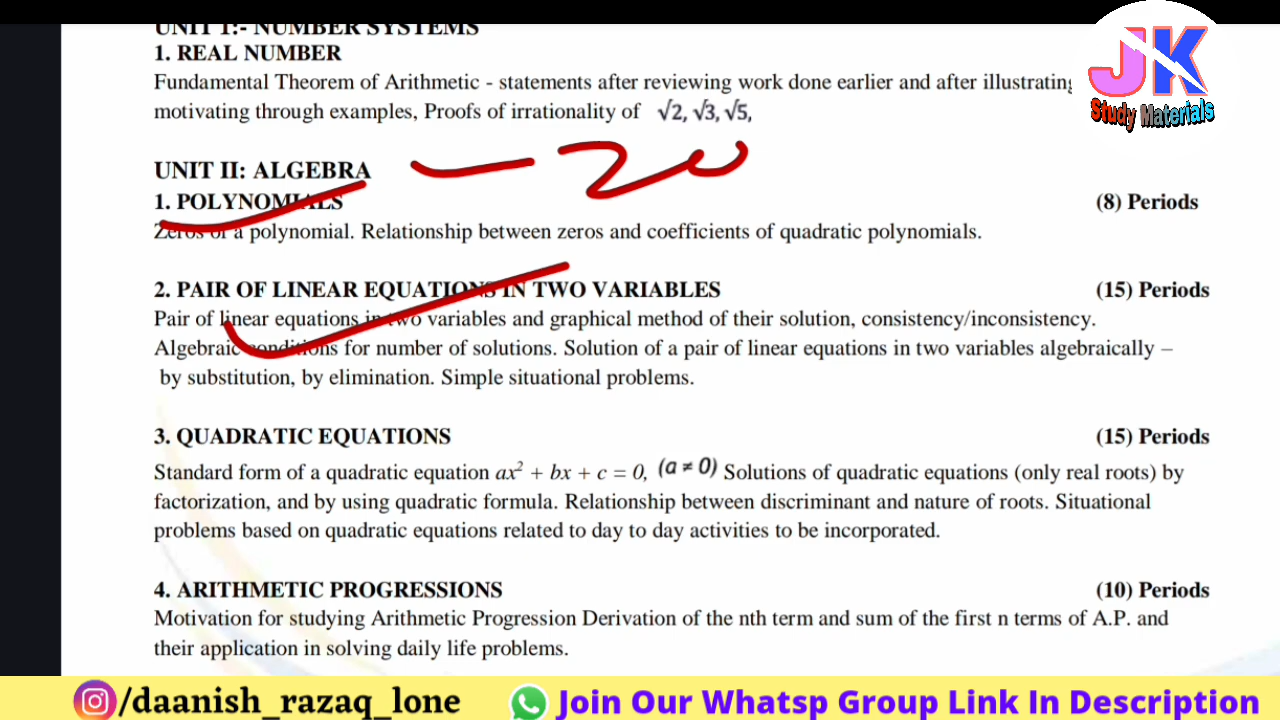 UNIT I:- NUMBER SYSTEMS
1. REAL NUMBER
Fundamental Theorem of Arithmetic - statements after reviewing work done earlier and after illustrating
motivating through examples, Proofs of irrationality of √2, √3, √5,
JK
Study Materials
UNIT II: ALGEBRA - 20
1. POLYNOMIALS (8) Periods
Zeros of a polynomial. Relationship between zeros and coefficients of quadratic polynomials.
2. PAIR OF LINEAR EQUATIONS IN TWO VARIABLES (15) Periods
Pair of linear equations in two variables and graphical method of their solution, consistency/inconsistency.
Algebraic conditions for number of solutions. Solution of a pair of linear equations in two variables algebraically –
by substitution, by elimination. Simple situational problems.
3. QUADRATIC EQUATIONS (15) Periods
Standard form of a quadratic equation ax² + bx + c = 0, (a ≠ 0) Solutions of quadratic equations (only real roots) by
factorization, and by using quadratic formula. Relationship between discriminant and nature of roots. Situational
problems based on quadratic equations related to day to day activities to be incorporated.
4. ARITHMETIC PROGRESSIONS (10) Periods
Motivation for studying Arithmetic Progression Derivation of the nth term and sum of the first n terms of A.P. and
their application in solving daily life problems.
/daanish_razaq_lone Join Our Whatsp Group Link In Description